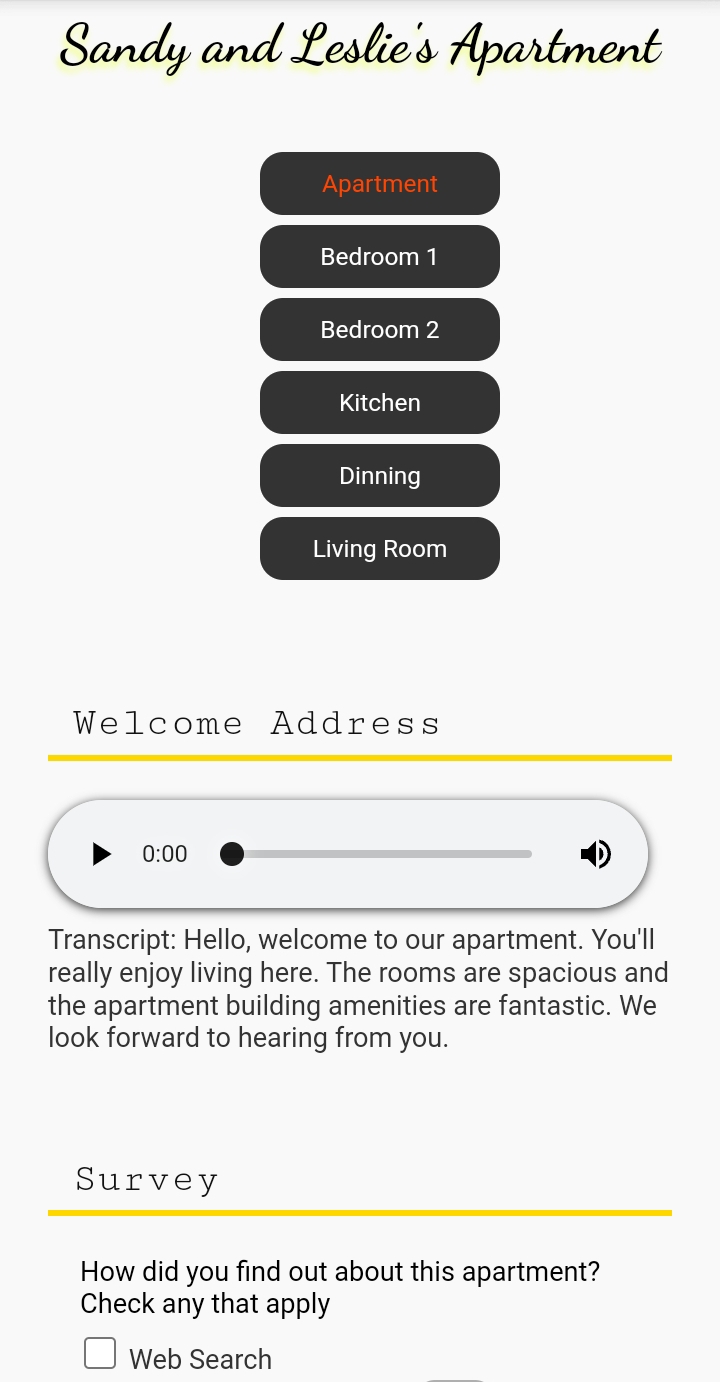 Sandy and Leslie's Apartment
Apartment
Bedroom 1
Bedroom 2
Kitchen
Dinning
Living Room
Welcome Address
0:00
Transcript: Hello, welcome to our apartment. You'll
really enjoy living here. The rooms are spacious and
the apartment building amenities are fantastic. We
look forward to hearing from you.
Survey
How did you find out about this apartment?
Check any that apply
Web Search